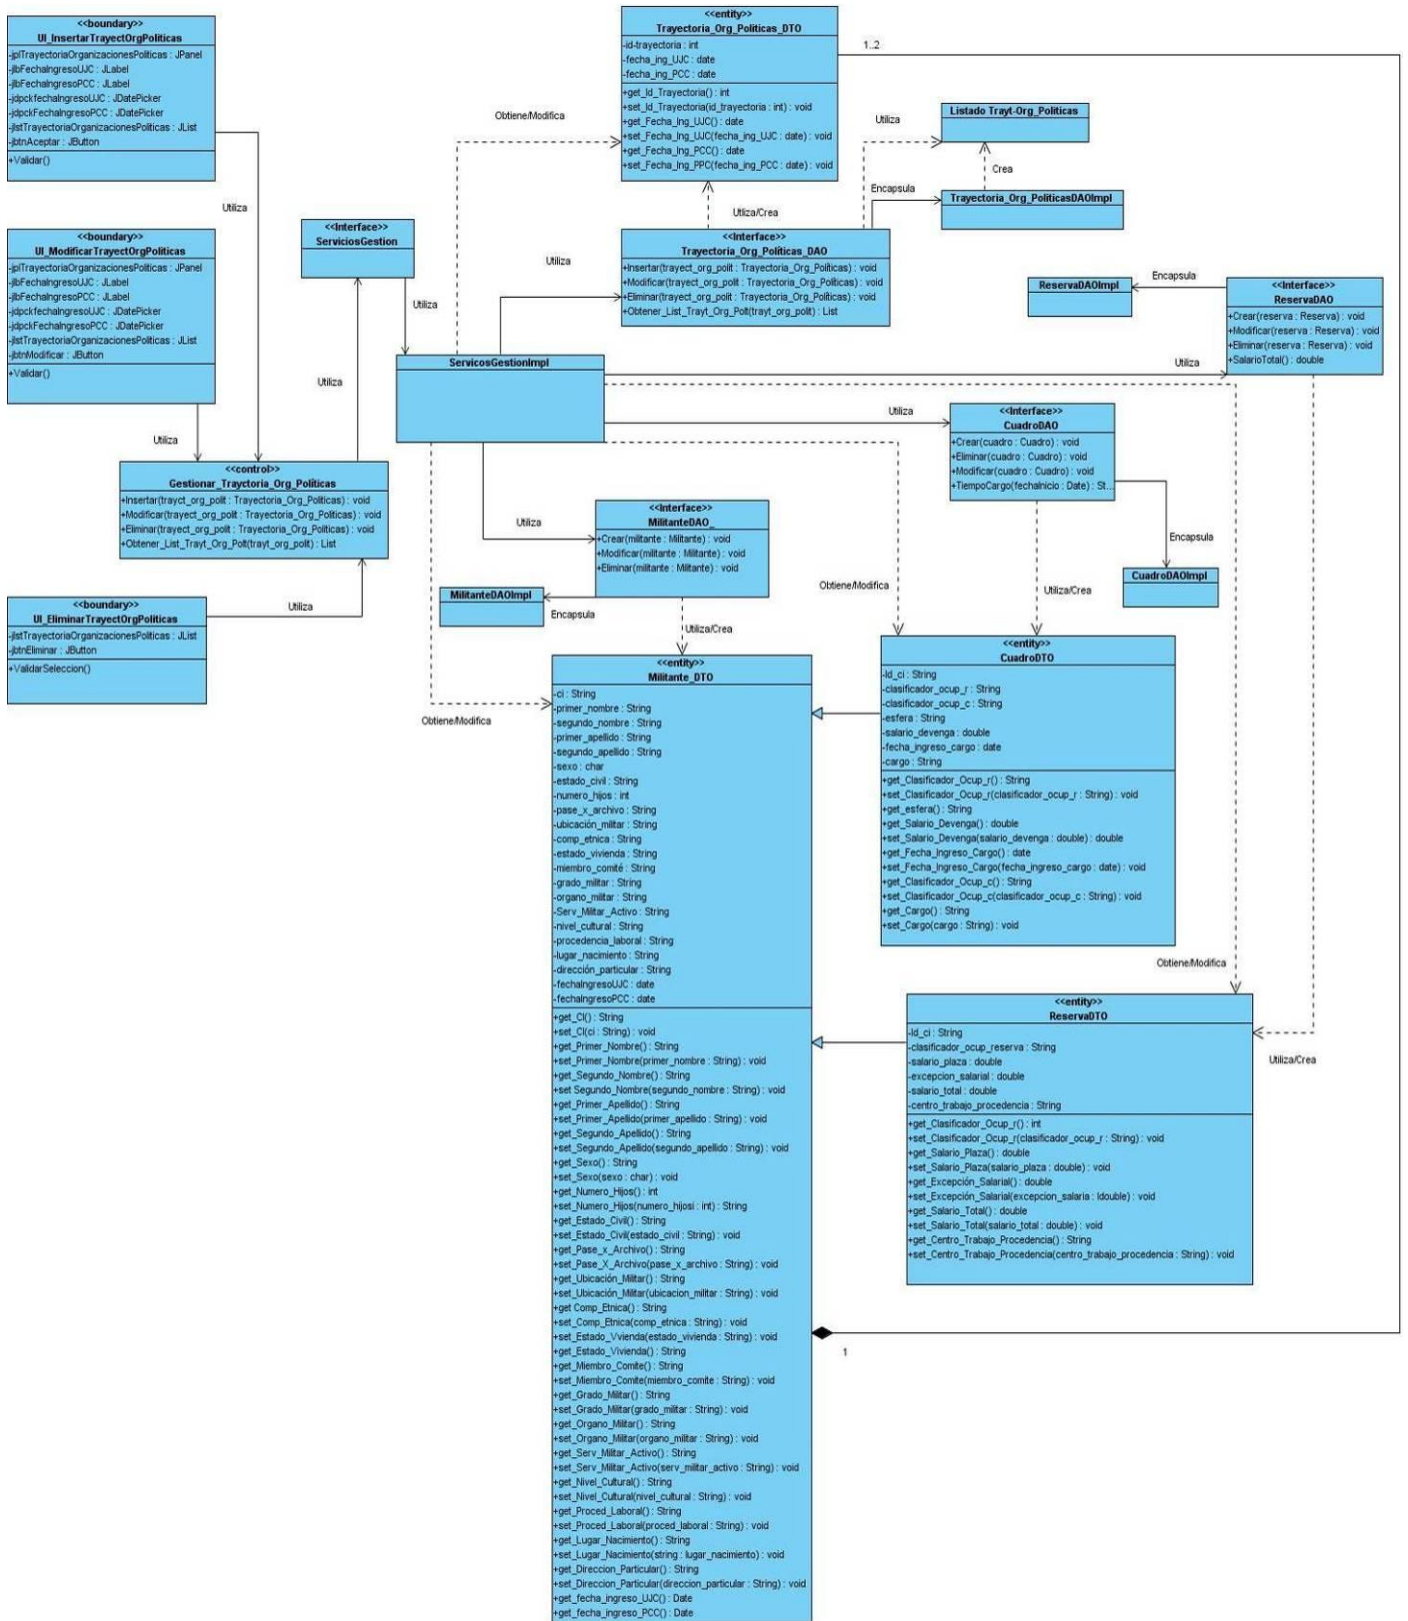 <<boundary>>
UI_InsertarTrayectOrgPoliticas
-jplTrayectoriaOrganizacionesPoliticas : JPanel
-jlbFechaIngresoUJC : JLabel
-jlbFechaIngresoPCC : JLabel
-jdpckfechaIngresoUJC : JDatePicker
-jdpckFechaIngresoPCC : JDatePicker
-jlstTrayectoriaOrganizacionesPoliticas : JList
-jbtnAceptar : JButton
+Validar()
Utiliza
<<boundary>>
UI_ModificarTrayectOrgPoliticas
-jplTrayectoriaOrganizacionesPoliticas : JPanel
-jlbFechaIngresoUJC : JLabel
-jlbFechaIngresoPCC : JLabel
-jdpckfechaIngresoUJC : JDatePicker
-jdpckFechaIngresoPCC : JDatePicker
-jlstTrayectoriaOrganizacionesPoliticas : JList
-jbtnModificar : JButton
+Validar()
Utiliza
<<control>>
Gestionar_Trayctoria_Org_Políticas
+Insertar(trayct_org_polit : Trayectoria_Org_Politicas) : void
+Modificar(trayect_org_polit : Trayectoria_Org_Politicas) : void
+Eliminar(trayect_org_polit : Trayectoria_Org_Politicas) : void
+Obtener_List_Trayt_Org_Polt(trayt_org_polit) : List
<<boundary>>
UI_EliminarTrayectOrgPoliticas
-jlstTrayectoriaOrganizacionesPoliticas : JList
-jbtnEliminar : JButton
+ValidarSeleccion()
Utiliza
<<Interface>>
ServiciosGestion
Utiliza
Utiliza
ServicosGestionImpl
Obtiene/Modifica
<<entity>>
Trayectoria_Org_Políticas_DTO
-id-trayectoria : int
-fecha_ing_UJC : date
-fecha_ing_PCC : date
+get_Id_Trayectoria() : int
+set_Id_Trayectoria(id_trayectoria : int) : void
+get_Fecha_Ing_UJC() : date
+set_Fecha_Ing_UJC(fecha_ing_UJC : date) : void
+get_Fecha_Ing_PCC() : date
+set_Fecha_Ing_PPC(fecha_ing_PCC : date) : void
1..2
Utliza/Crea
Utiliza
<<Interface>>
Trayectoria_Org_Políticas_DAO
+Insertar(trayect_org_polit : Trayectoria_Org_Políticas) : void
+Modificar(trayect_org_polit : Trayectoria_Org_Políticas) : void
+Eliminar(trayect_org_polit : Trayectoria_Org_Políticas) : void
+Obtener_List_Trayt_Org_Polt(trayt_org_polit) : List
Utiliza
Listado Trayt-Org_Politicas
Crea
Encapsula
Trayectoria_Org_PoliticasDAOImpl
ReservaDAOImpl
Encapsula
<<Interface>>
ReservaDAO
+Crear(reserva : Reserva) : void
+Modificar(reserva : Reserva) : void
+Eliminar(reserva : Reserva) : void
+SalarioTotal() : double
Utiliza
Utiliza
<<Interface>>
CuadroDAO
+Crear(cuadro : Cuadro) : void
+Eliminar(cuadro : Cuadro) : void
+Modificar(cuadro : Cuadro) : void
+TiempoCargo(fechaInicio : Date) : St...
Encapsula
CuadroDAOImpl
Utiliza
<<Interface>>
MilitanteDAO_
+Crear(militante : Militante) : void
+Modificar(militante : Militante) : void
+Eliminar(militante : Militante) : void
MilitanteDAOImpl
Encapsula
Utiliza/Crea
Obtiene/Modifica
Utiliza/Crea
Obtiene/Modifica
<<entity>>
Militante_DTO
-ci : String
-primer_nombre : String
-segundo_nombre : String
-primer_apellido : String
-segundo_apellido : String
-sexo : char
-estado_civil : String
-numero_hijos : int
-pase_x_archivo : String
-ubicación_militar : String
-comp_etnica : String
-estado_vivienda : String
-miembro_comité : String
-grado_militar : String
-organo_militar : String
-Serv_Militar_Activo : String
-nivel_cultural : String
-procedencia_laboral : String
-lugar_nacimiento : String
-dirección_particular : String
-fechaIngresoUJC : date
-fechaIngresoPCC : date
+get_CI() : String
+set_CI(ci : String) : void
+get_Primer_Nombre() : String
+set_Primer_Nombre(primer_nombre : String) : void
+get_Segundo_Nombre() : String
+set Segundo_Nombre(segundo_nombre : String) : void
+get_Primer_Apellido() : String
+set_Primer_Apellido(primer_apellido : String) : void
+get_Segundo_Apellido() : String
+set_Segundo_Apellido(segundo_apellido : String) : void
+get_Sexo() : String
+set_Sexo(sexo : char) : void
+get_Numero_Hijos() : int
+set_Numero_Hijos(numero_hijosi : int) : String
+get_Estado_Civil() : String
+set_Estado_Civil(estado_civil : String) : void
+get_Pase_x_Archivo() : String
+set_Pase_X_Archivo(pase_x_archivo : String) : void
+get_Ubicación_Militar() : String
+set_Ubicación_Militar(ubicacion_militar : String) : void
+get Comp_Etnica() : String
+set_Comp_Etnica(comp_etnica : String) : void
+set_Estado_Vvienda(estado_vivienda : String) : void
+get_Estado_Vivienda() : String
+get_Miembro_Comite() : String
+set_Miembro_Comite(miembro_comite : String) : void
+get_Grado_Militar() : String
+set_Grado_Militar(grado_militar : String) : void
+get_Organo_Militar() : String
+set_Organo_Militar(organo_militar : String) : void
+get_Serv_Militar_Activo() : String
+set_Serv_Militar_Activo(serv_militar_activo : String) : void
+get_Nivel_Cultural() : String
+set_Nivel_Cultural(nivel_cultural : String) : void
+get_Proced_Laboral() : String
+set_Proced_Laboral(proced_laboral : String) : void
+get_Lugar_Nacimiento() : String
+set_Lugar_Nacimiento(string : lugar_nacimiento) : void
+get_Direccion_Particular() : String
+set_Direccion_Particular(direccion_particular : String) : void
+get_fecha_ingreso_UJC() : Date
+get_fecha_ingreso_PCC() : Date
<<entity>>
CuadroDTO
-Id_ci : String
-clasificador_ocup_r : String
-clasificador_ocup_c : String
-esfera : String
-salario_devenga : double
-fecha_ingreso_cargo : date
-cargo : String
+get_Clasificador_Ocup_r() : String
+set_Clasificador_Ocup_r(clasificador_ocup_r : String) : void
+get_esfera() : String
+get_Salario_Devenga() : double
+set_Salario_Devenga(salario_devenga : double) : double
+get_Fecha_Ingreso_Cargo() : date
+set_Fecha_Ingreso_Cargo(fecha_ingreso_cargo : date) : void
+get_Clasificador_Ocup_c() : String
+set_Clasificador_Ocup_c(clasificador_ocup_c : String) : void
+get_Cargo() : String
+set_Cargo(cargo : String) : void
Obtiene/Modifica
<<entity>>
ReservaDTO
-Id_ci : String
-clasificador_ocup_reserva : String
-salario_plaza : double
-excepcion_salarial : double
-salario_total : double
-centro_trabajo_procedencia : String
+get_Clasificador_Ocup_r() : int
+set_Clasificador_Ocup_r(clasificador_ocup_r : String) : void
+get_Salario_Plaza() : double
+set_Salario_Plaza(salario_plaza : double) : void
+get_Excepción_Salarial() : double
+set_Excepción_Salarial(excepcion_salaria : ldouble) : void
+get_Salario_Total() : double
+set_Salario_Total(salario_total : double) : void
+get_Centro_Trabajo_Procedencia() : String
+set_Centro_Trabajo_Procedencia(centro_trabajo_procedencia : String) : void
Utiliza/Crea
1